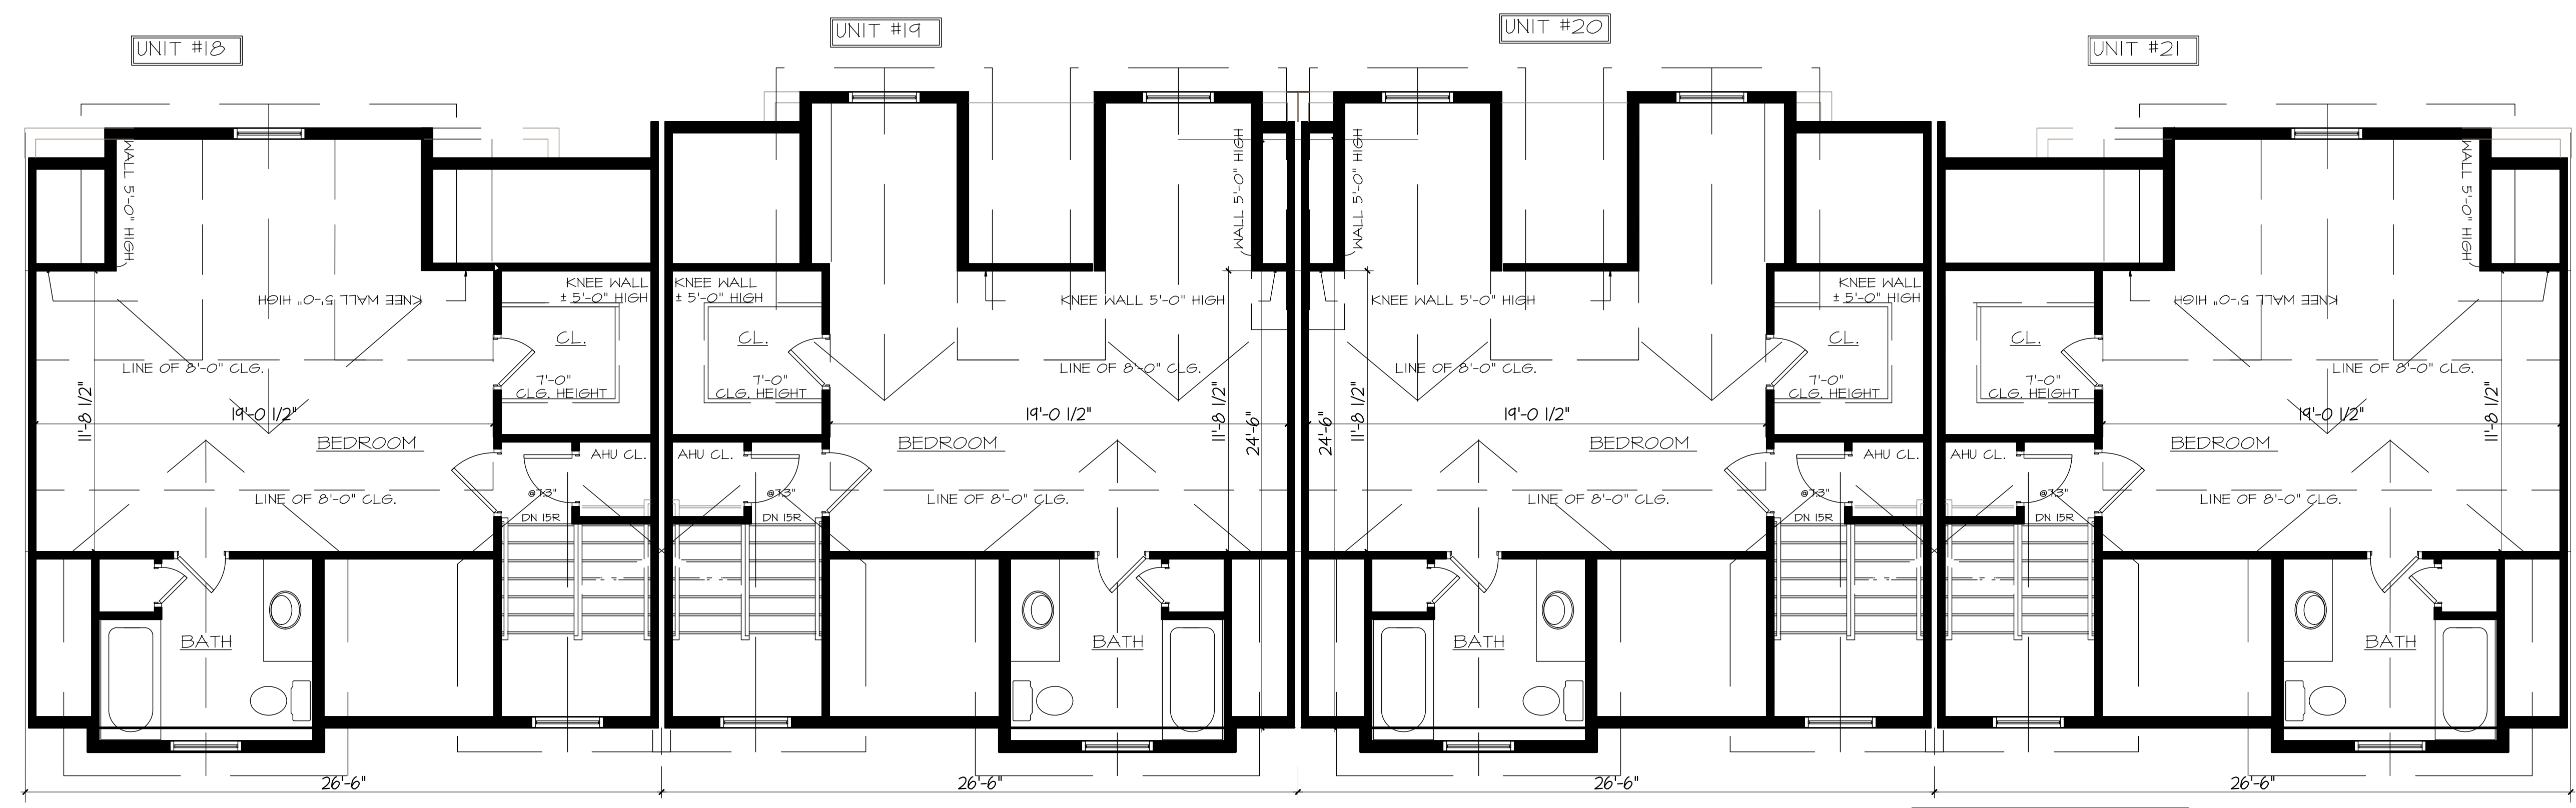 UNIT #18
UNIT #19
UNIT #20
UNIT #21
WALL 5'-0" HIGH
KNEE WALL 5'-0" HIGH
KNEE WALL
± 5'-0" HIGH
CL.
7'-0"
CLG. HEIGHT
LINE OF 8'-0" CLG.
11'-8 1/2"
19'-0 1/2"
BEDROOM
AHU CL.
@7.3"
LINE OF 8'-0" CLG.
DN 15R
BATH
26'-6"
WALL 5'-0" HIGH
KNEE WALL
± 5'-0" HIGH
KNEE WALL 5'-0" HIGH
CL.
7'-0"
CLG. HEIGHT
LINE OF 8'-0" CLG.
19'-0 1/2"
11'-8 1/2"
24'-6"
BEDROOM
AHU CL.
@7.3"
LINE OF 8'-0" CLG.
DN 15R
BATH
26'-6"
WALL 5'-0" HIGH
KNEE WALL 5'-0" HIGH
KNEE WALL
± 5'-0" HIGH
CL.
7'-0"
CLG. HEIGHT
LINE OF 8'-0" CLG.
24'-6"
11'-8 1/2"
19'-0 1/2"
BEDROOM
AHU CL.
@7.3"
LINE OF 8'-0" CLG.
DN 15R
BATH
26'-6"
WALL 5'-0" HIGH
KNEE WALL 5'-0" HIGH
CL.
7'-0"
CLG. HEIGHT
LINE OF 8'-0" CLG.
19'-0 1/2"
11'-8 1/2"
BEDROOM
AHU CL.
@7.3"
LINE OF 8'-0" CLG.
DN 15R
BATH
26'-6"